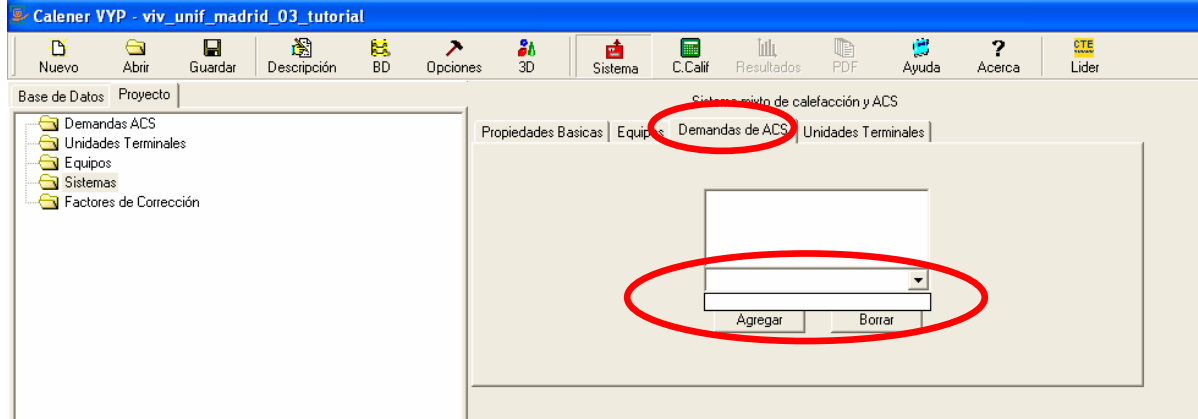 Calener VYP - viv_unif_madrid_03_tutorial
Nuevo Abrir Guardar Descripción BD Opciones 3D Sistema C.Calif Resultados PDF Ayuda Acerca CTE Lider
Base de Datos Proyecto
Sistema mixto de calefacción y ACS
Demandas ACS
Unidades Terminales
Equipos
Sistemas
Factores de Corrección
Propiedades Basicas Equipos Demandas de ACS Unidades Terminales
Agregar Borrar